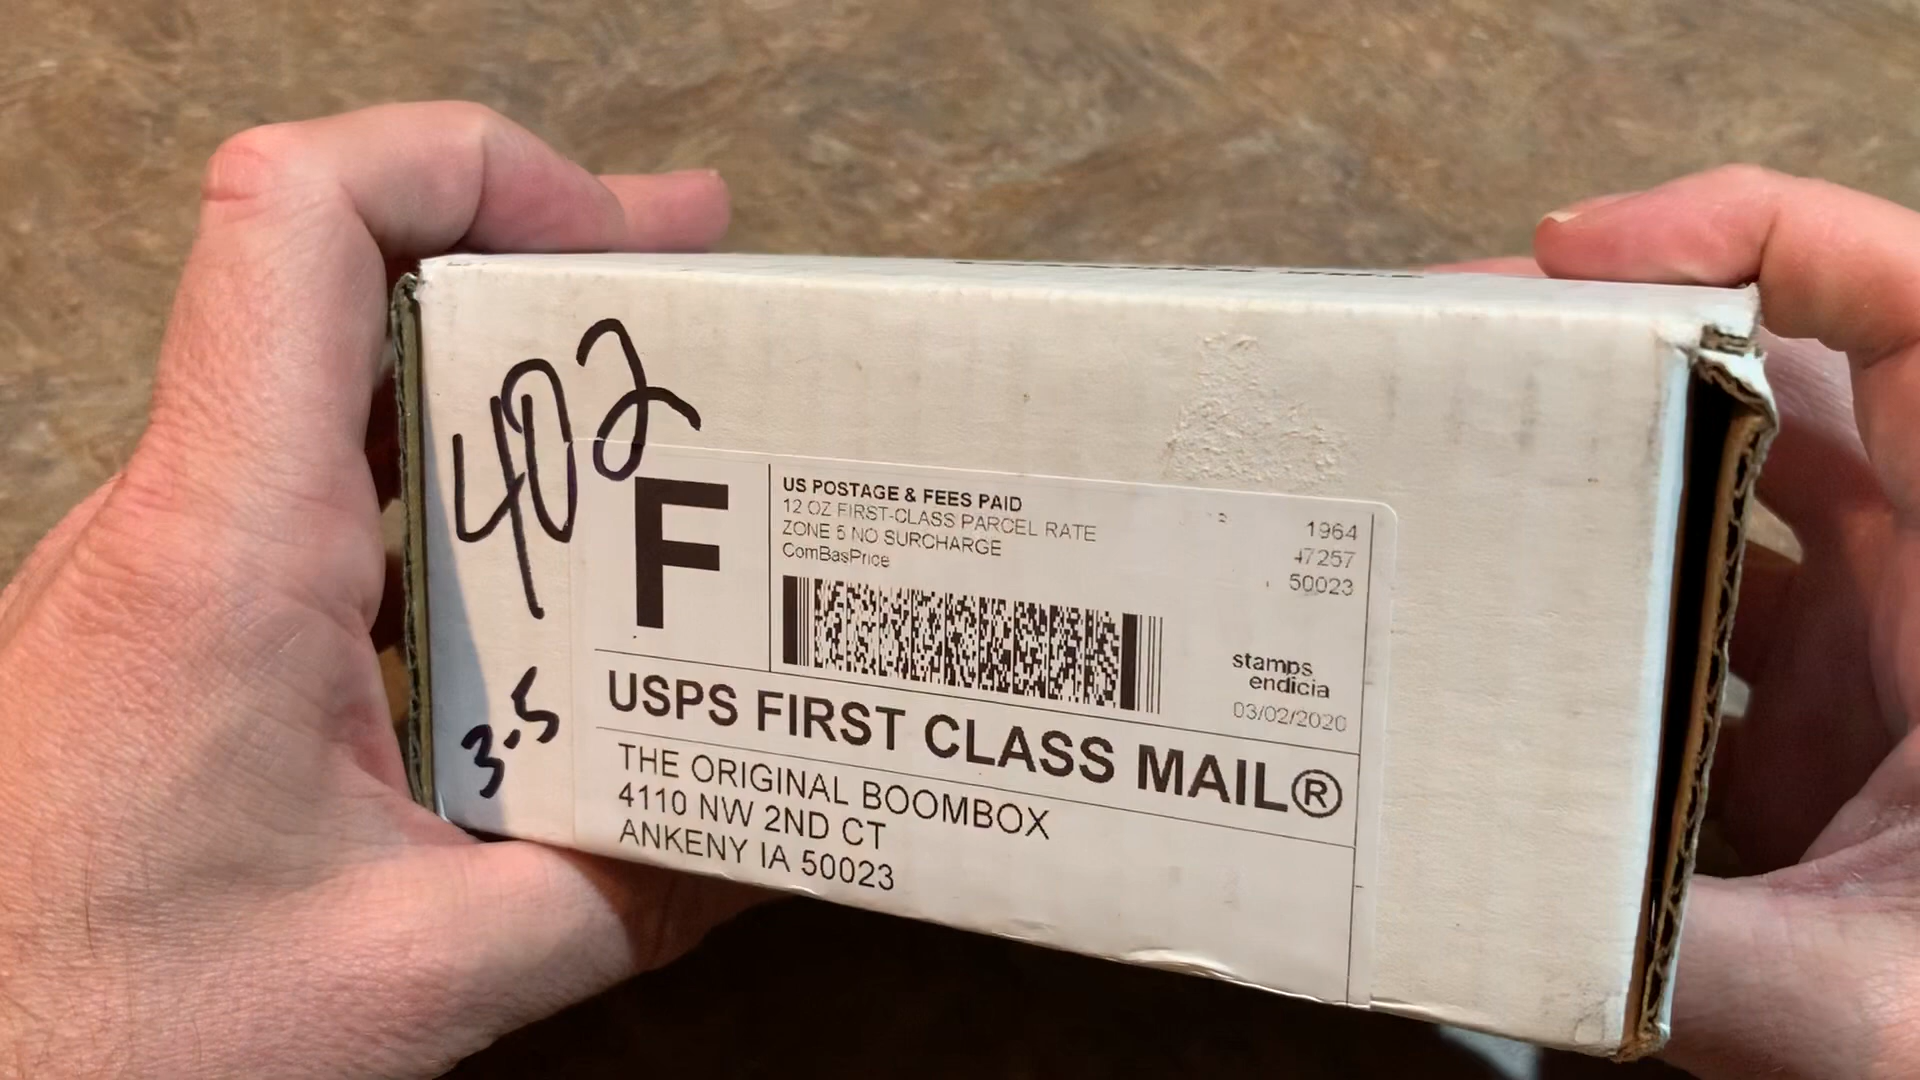 402
3.5
F
US POSTAGE & FEES PAID
12 OZ FIRST-CLASS PARCEL RATE
ZONE 5 NO SURCHARGE
ComBasPrice
1964
47257
50023
stamps
endicia
03/02/2020
USPS FIRST CLASS MAIL®
THE ORIGINAL BOOMBOX
4110 NW 2ND CT
ANKENY IA 50023